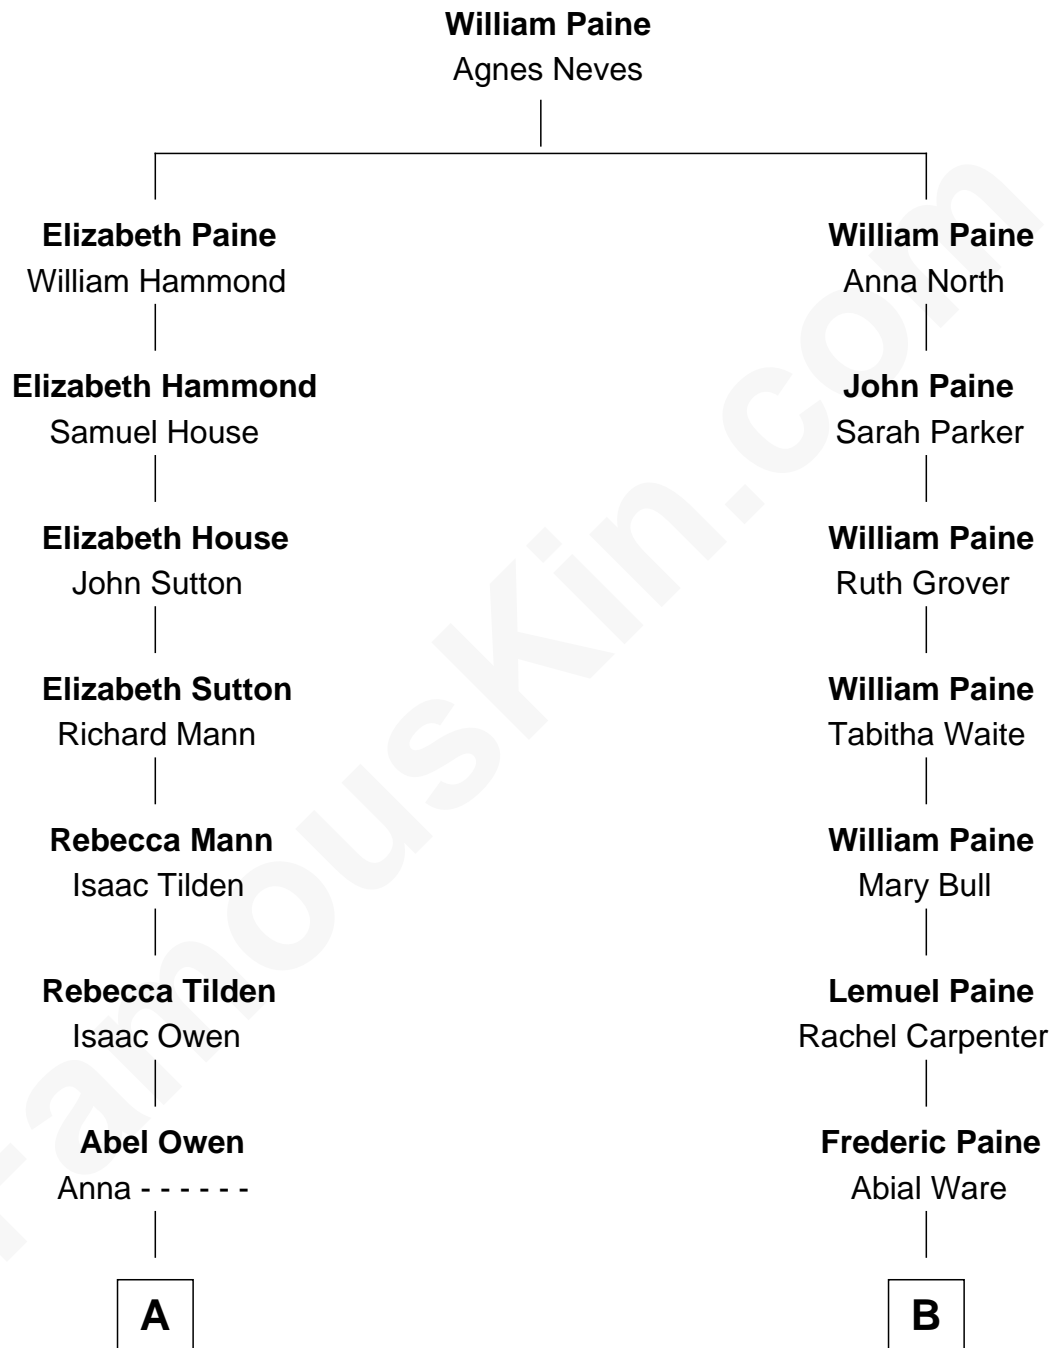 William Paine
Agnes Neves
Elizabeth Paine
William Hammond
William Paine
Anna North
Elizabeth Hammond
Samuel House
John Paine
Sarah Parker
Elizabeth House
John Sutton
William Paine
Ruth Grover
Elizabeth Sutton
Richard Mann
William Paine
Tabitha Waite
Rebecca Mann
Isaac Tilden
William Paine
Mary Bull
Rebecca Tilden
Isaac Owen
Lemuel Paine
Rachel Carpenter
Abel Owen
Anna - - - - - -
Frederic Paine
Abial Ware
A
B
FamousKin.com